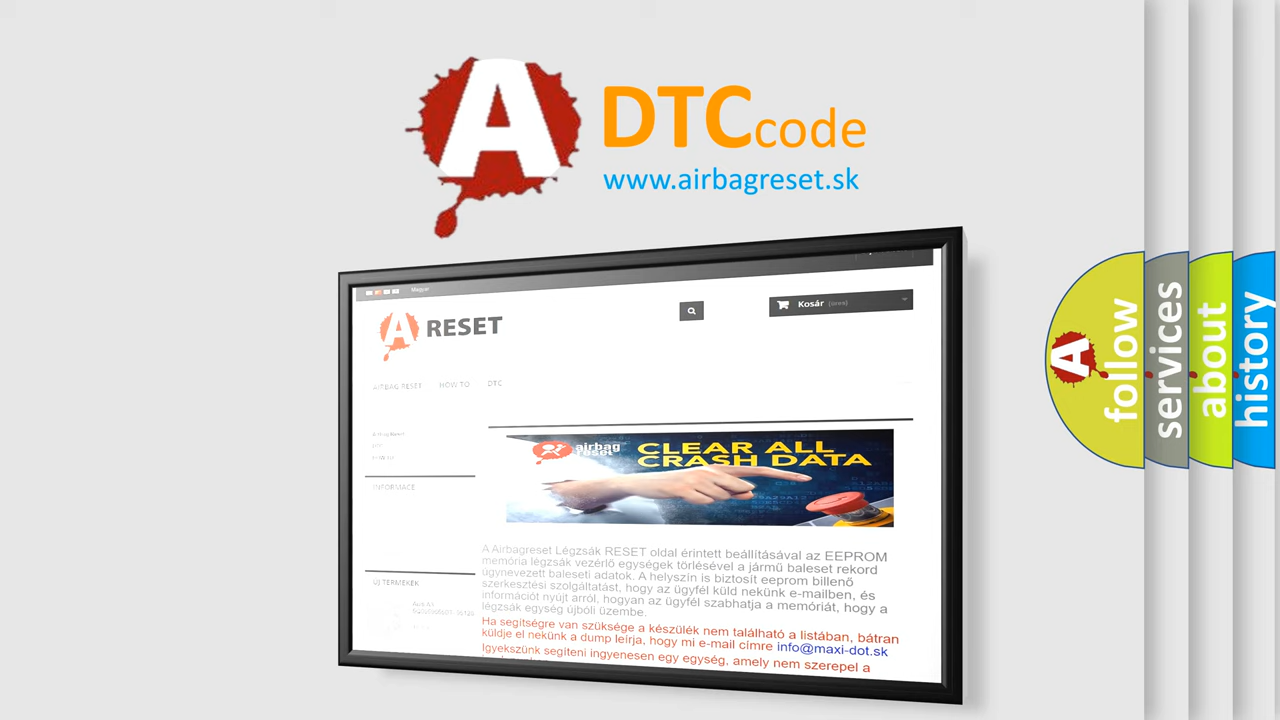 A DTC code
www.airbagreset.sk
Magyar
Kosár (üres)
A RESET
AIRBAG RESET HOW TO DTC
airbag reset
CLEAR ALL
CRASH DATA
INFORMACE
A Airbagreset Légzsák RESET oldal érintett beállításával az EEPROM
memória légzsák vezérlő egységek törlésével a jármű baleset rekord
úgynevezett baleseti adatok. A helyszín is biztosít eeprom billenő
szerkesztési szolgáltatást, hogy az ügyfél küld nekünk e-mailben, és
információt nyújt arról, hogyan az ügyfél szabhatja a memóriát, hogy a
légzsák egység újbóli üzembe.
ÚJ TERMÉKEK
Ha segítségre van szüksége a készülék nem található a listában, bátran
küldje el nekünk a dump leírja, hogy mi e-mail címre info@maxi-dot.sk
Igyekszünk segíteni ingyenesen egy egység, amely nem szerepel a
A follow
services
about
history